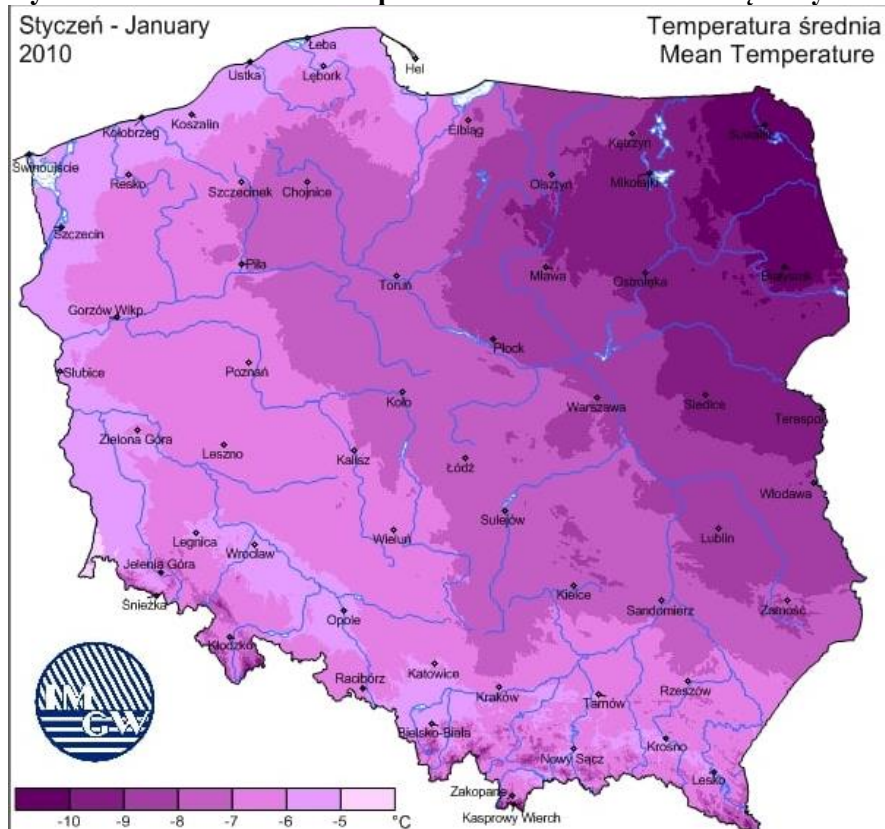 Styczeń - January
2010
Temperatura średnia
Mean Temperature
Łeba
Hel
Ustka
Lębork
Koszalin
Kołobrzeg
Elbląg
Suwałki
Kętrzyn
Świnoujście
Resko
Szczecinek
Chojnice
Olsztyn
Mikołajki
Szczecin
Piła
Toruń
Mława
Ostrołęka
Białystok
Gorzów Wlkp.
Płock
Słubice
Poznań
Koło
Warszawa
Siedlce
Terespol
Zielona Góra
Leszno
Kalisz
Łódź
Włodawa
Sulejów
Legnica
Wrocław
Wieluń
Lublin
Jelenia Góra
Śnieżka
Kielce
Sandomierz
Zamość
Opole
Kłodzko
Racibórz
Katowice
Kraków
Tarnów
Rzeszów
Bielsko-Biała
Nowy Sącz
Krosno
Lesko
Zakopane
Kasprowy Wierch
IM
GW
-10 -9 -8 -7 -6 -5 °C